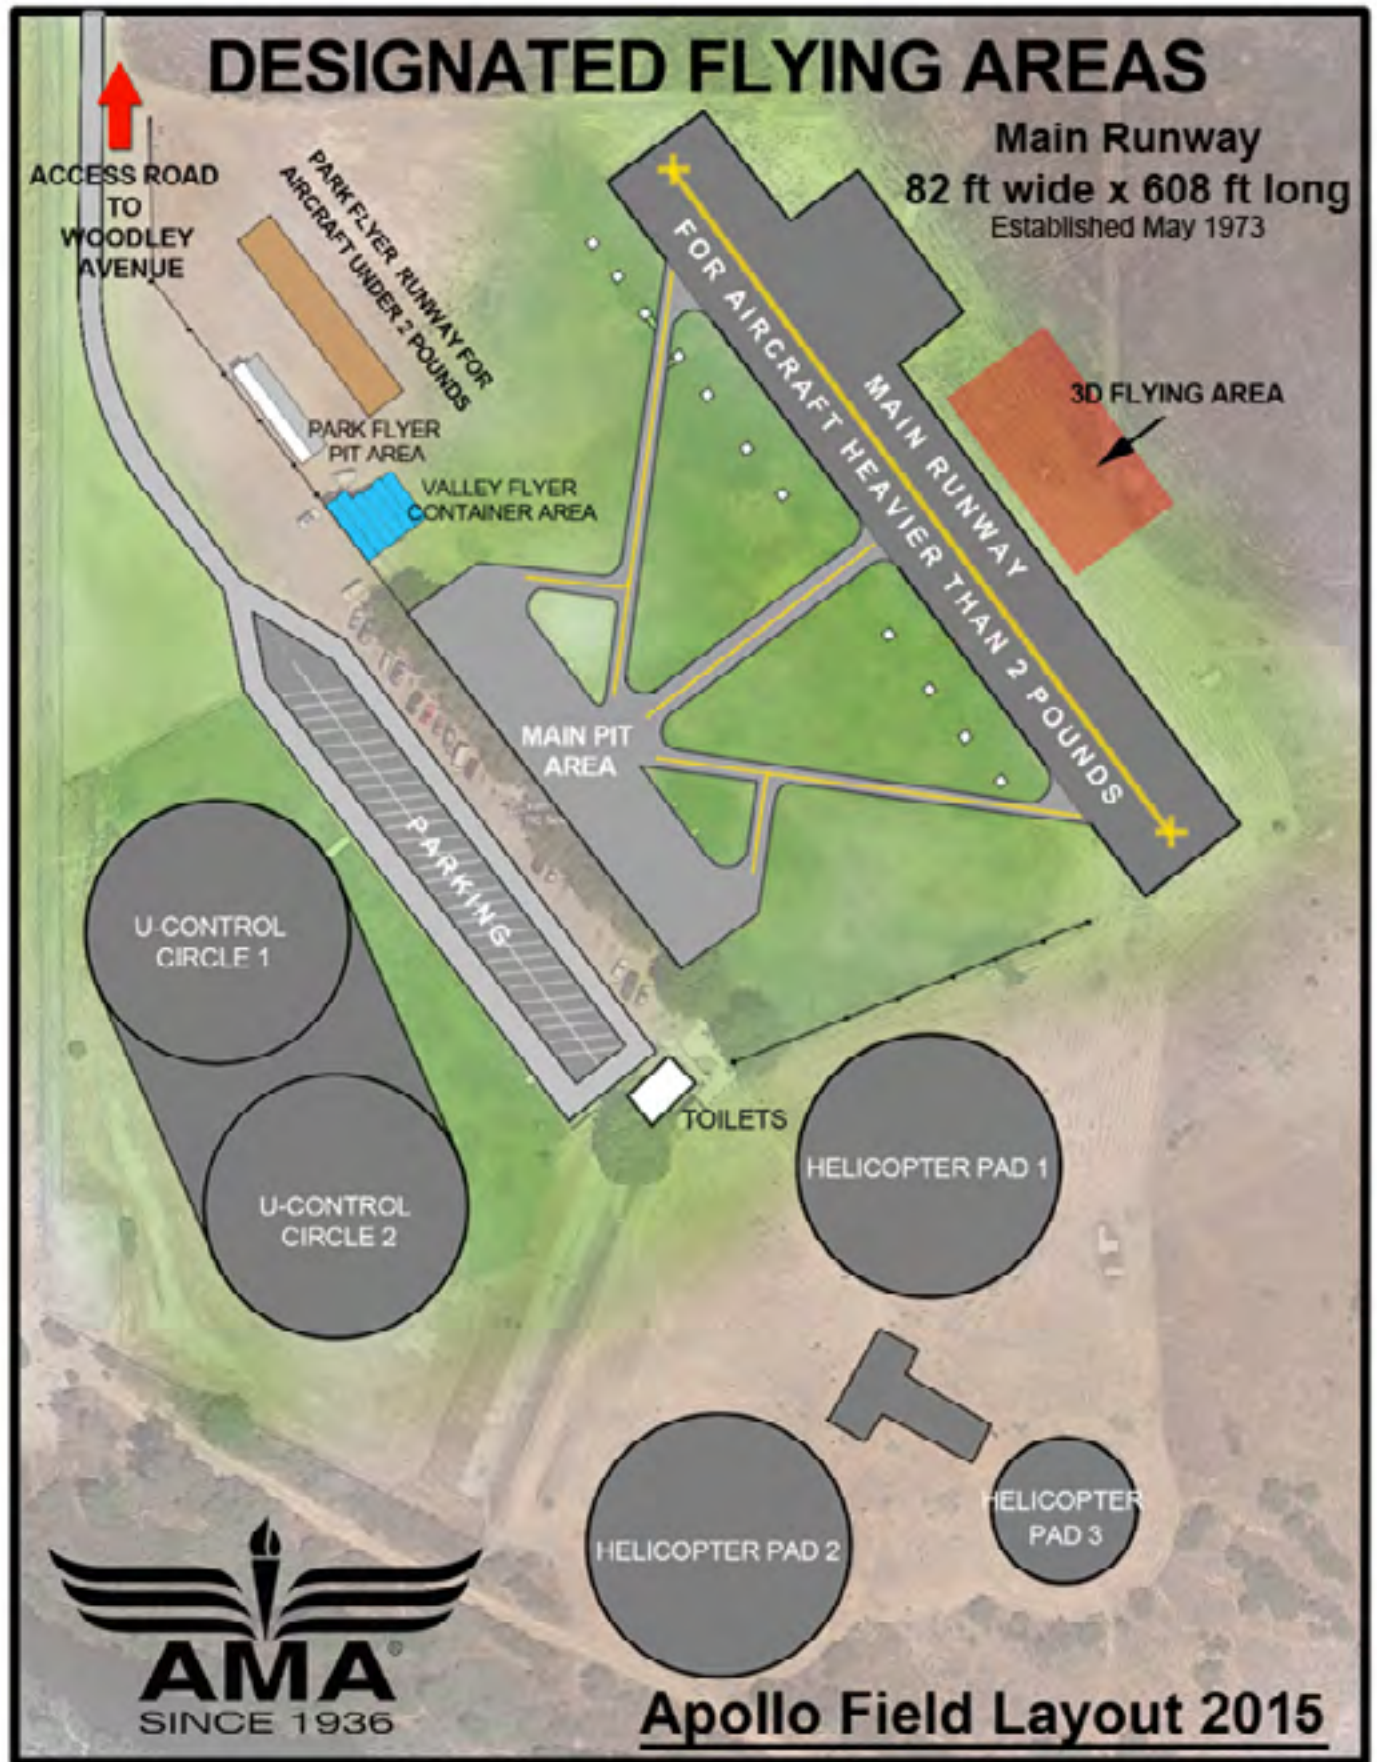 DESIGNATED FLYING AREAS
Main Runway
82 ft wide x 608 ft long
Established May 1973
ACCESS ROAD
TO
WOODLEY
AVENUE
PARK FLYER RUNWAY FOR
AIRCRAFT UNDER 2 POUNDS
PARK FLYER
PIT AREA
VALLEY FLYER
CONTAINER AREA
FOR AIRCRAFT HEAVIER THAN 2 POUNDS
MAIN RUNWAY
3D FLYING AREA
MAIN PIT
AREA
PARKING
U-CONTROL
CIRCLE 1
U-CONTROL
CIRCLE 2
TOILETS
HELICOPTER PAD 1
HELICOPTER PAD 2
HELICOPTER
PAD 3
AMA®
SINCE 1936
Apollo Field Layout 2015